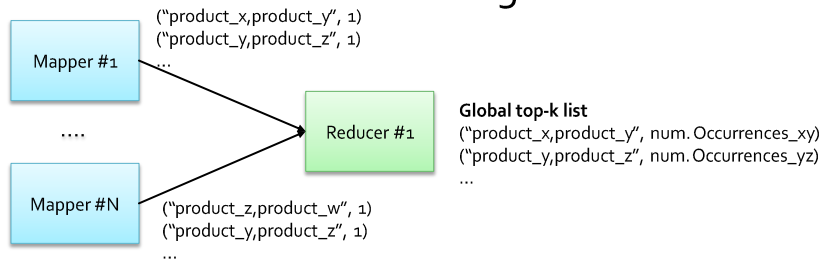 ("product_x,product_y", 1)
("product_y,product_z", 1)
...
Mapper #1
....
Reducer #1
Global top-k list
("product_x,product_y", num. Occurrences_xy)
("product_y,product_z", num. Occurrences_yz)
...
Mapper #N
("product_z,product_w", 1)
("product_y,product_z", 1)
...